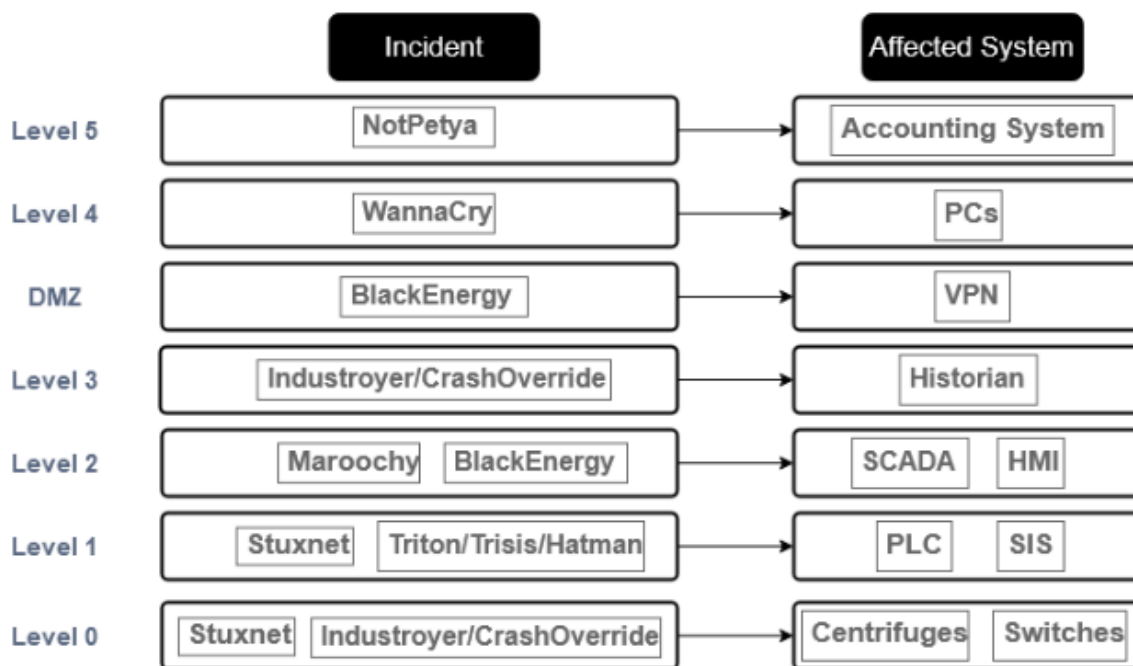 Incident Affected System
Level 5 NotPetya Accounting System
Level 4 WannaCry PCs
DMZ BlackEnergy VPN
Level 3 Industroyer/CrashOverride Historian
Level 2 Maroochy BlackEnergy SCADA HMI
Level 1 Stuxnet Triton/Trisis/Hatman PLC SIS
Level 0 Stuxnet Industroyer/CrashOverride Centrifuges Switches